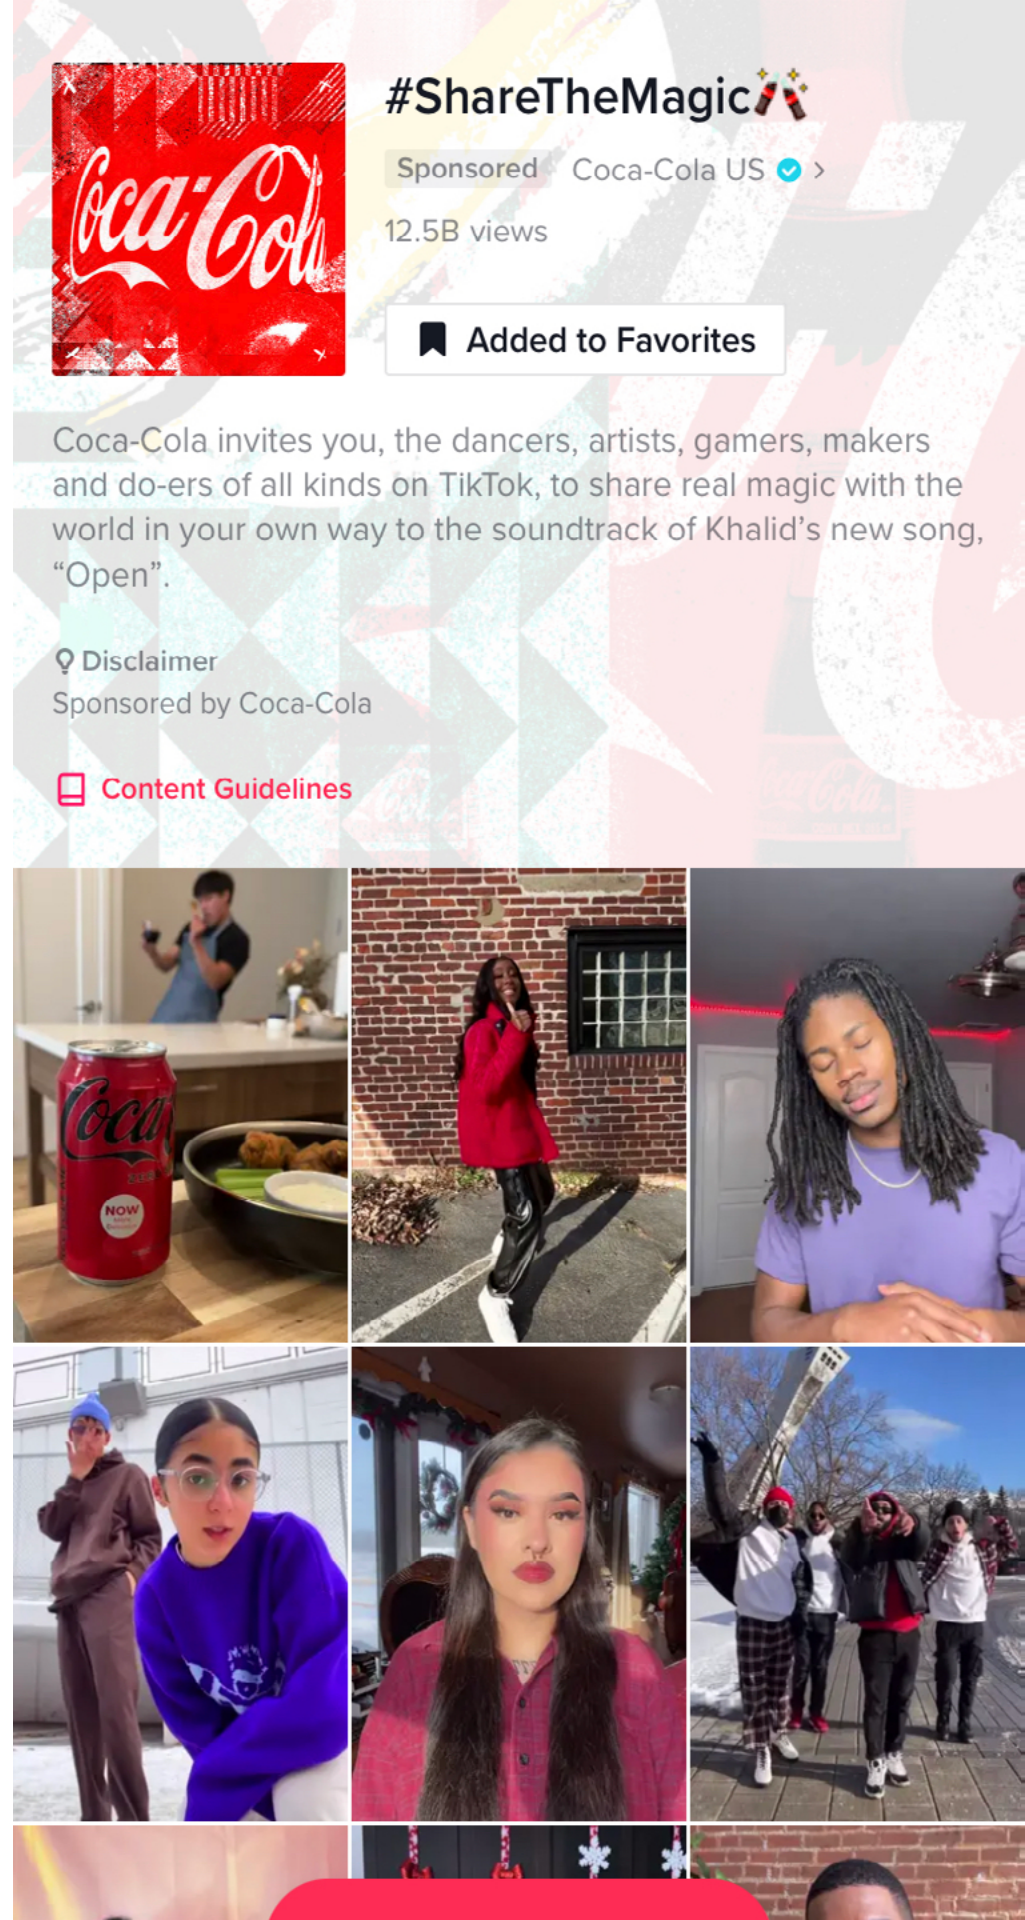 Coca-Cola
#ShareTheMagic
Sponsored Coca-Cola US
12.5B views
Added to Favorites
Coca-Cola invites you, the dancers, artists, gamers, makers
and do-ers of all kinds on TikTok, to share real magic with the
world in your own way to the soundtrack of Khalid’s new song,
“Open”.
Disclaimer
Sponsored by Coca-Cola
Coca-Cola
Content Guidelines
Coca
NOW